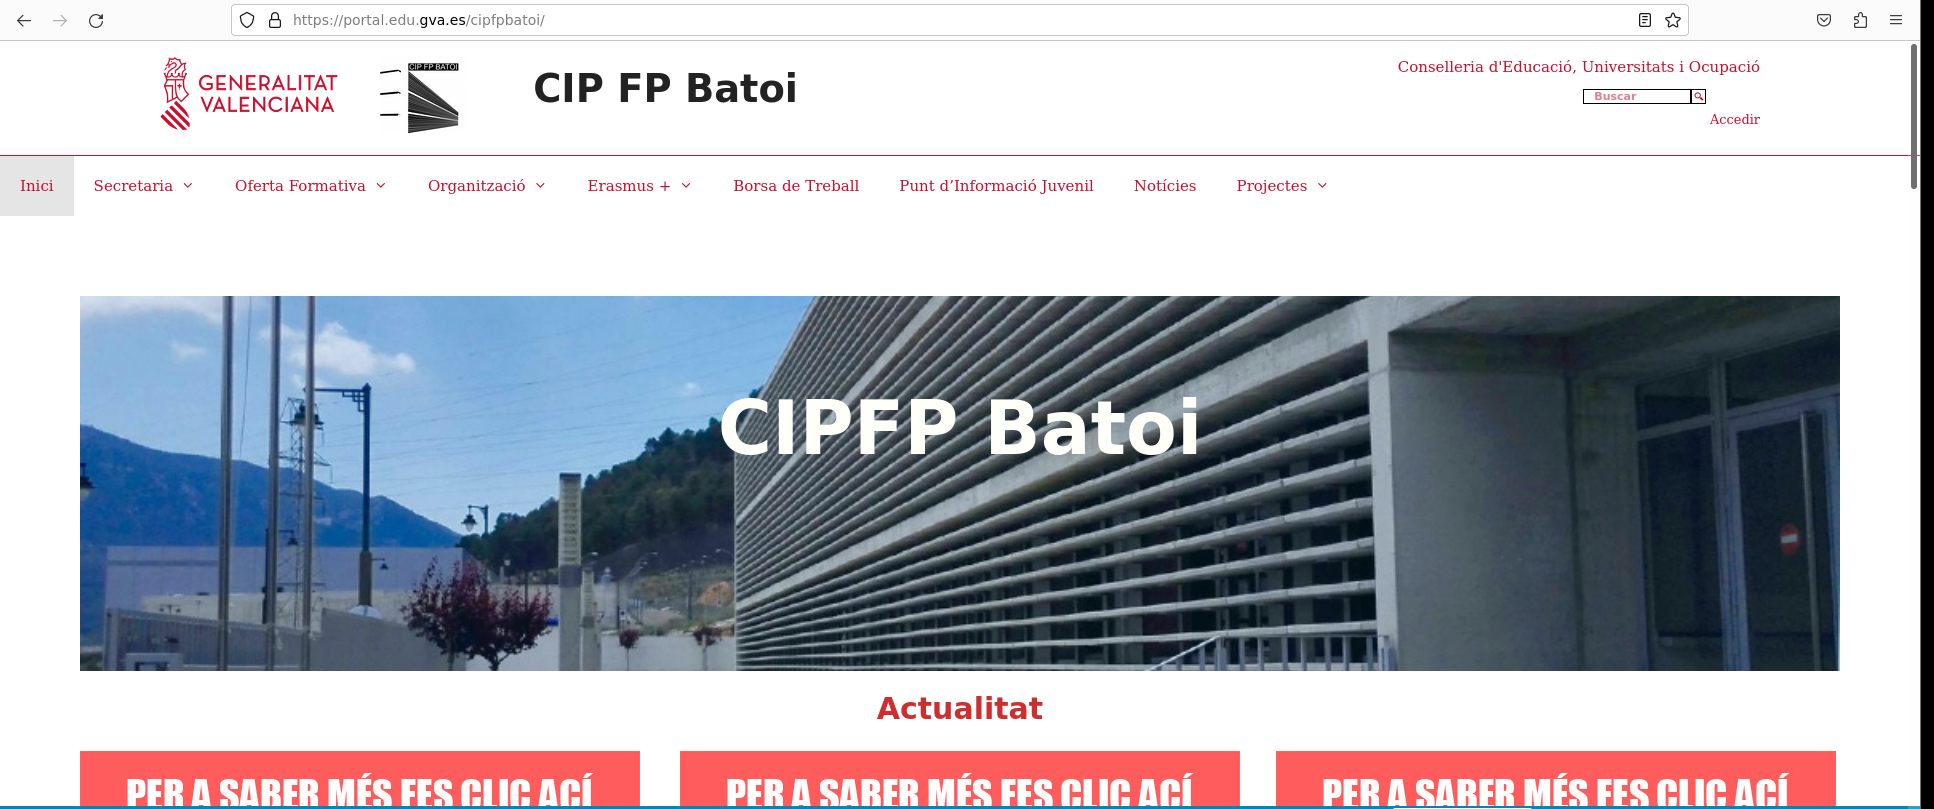 https://portal.edu.gva.es/cipfpbatoi/
GENERALITAT
VALENCIANA
CIP FP BATOI
CIP FP Batoi
Conselleria d'Educació, Universitats i Ocupació
Buscar
Accedir
Inici Secretaria Oferta Formativa Organització Erasmus + Borsa de Treball Punt d’Informació Juvenil Notícies Projectes
CIPFP Batoi
Actualitat
PER A SABER MÉS FES CLIC ACÍ PER A SABER MÉS FES CLIC ACÍ PER A SABER MÉS FES CLIC ACÍ